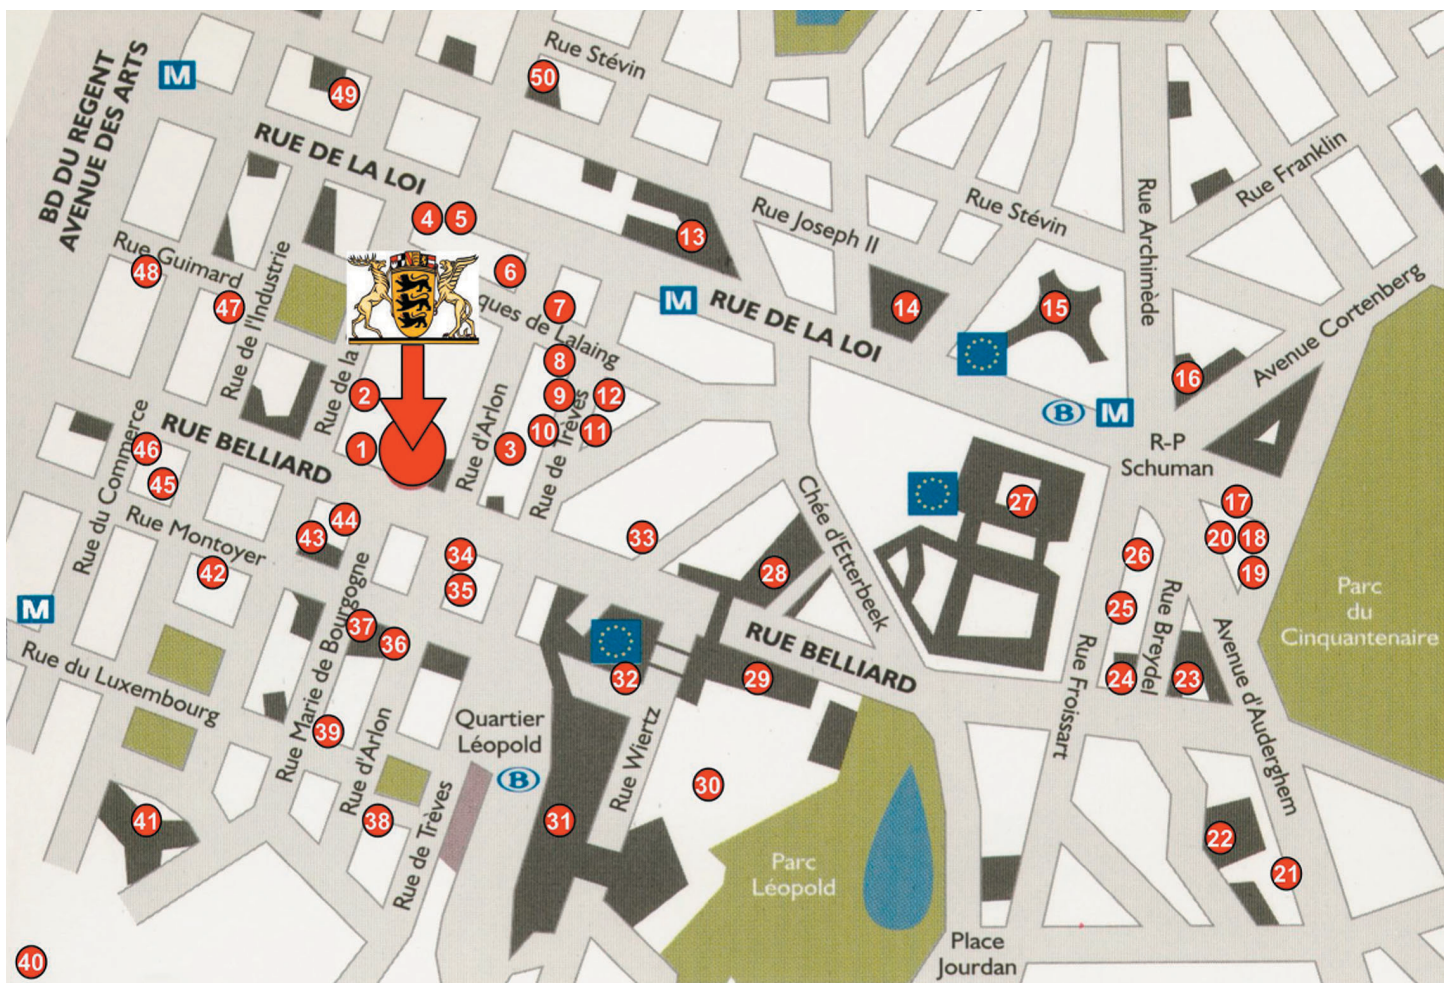 M
49
50
Rue Stévin
BD DU REGENT
AVENUE DES ARTS
RUE DE LA LOI
4
5
13
Rue Joseph II
Rue Stévin
Rue Archimède
Rue Franklin
Rue Guimard
48
47
Rue de l'Industrie
6
7
M
RUE DE LA LOI
14
15
Avenue Cortenberg
ques de Lalaing
8
2
Rue de la
9
12
10
11
16
B
M
R-P
Schuman
Rue du Commerce
46
45
RUE BELLIARD
1
Rue d'Arlon
3
Rue de Trèves
Chée d'Etterbeek
27
17
20
18
19
Rue Montoyer
44
43
42
33
34
35
28
26
25
24
23
Rue Breydel
Rue Froissart
Avenue d'Auderghem
Parc
du
Cinquantenaire
M
Rue du Luxembourg
Rue Marie de Bourgogne
37
36
39
32
29
RUE BELLIARD
Quartier
Léopold
B
Rue Wiertz
30
31
Rue d'Arlon
38
Rue de Trèves
41
40
Parc
Léopold
22
21
Place
Jourdan